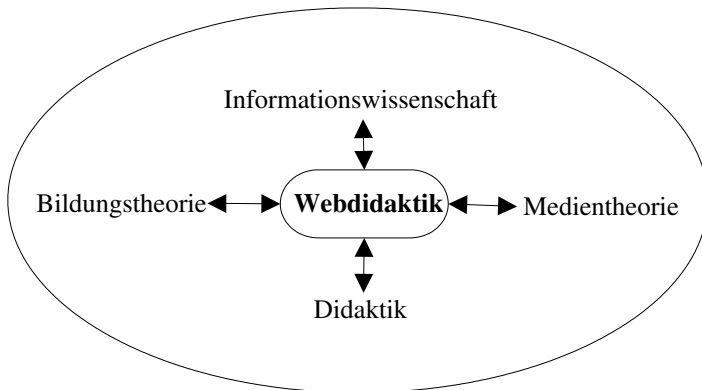 Informationswissenschaft
Bildungstheorie Webdidaktik Medientheorie
Didaktik